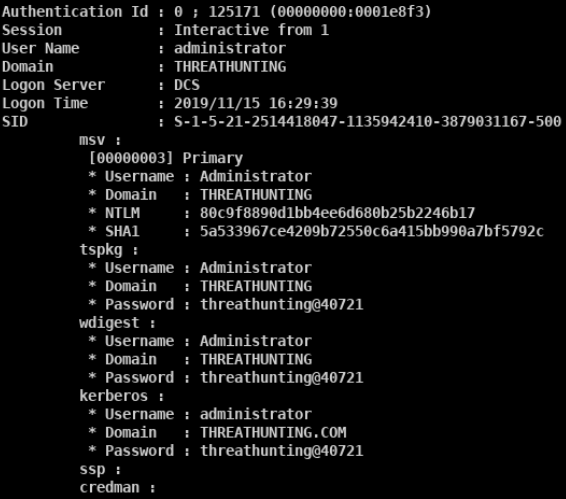 Authentication Id : 0 ; 125171 (00000000:0001e8f3)
Session           : Interactive from 1
User Name         : administrator
Domain            : THREATHUNTING
Logon Server      : DCS
Logon Time        : 2019/11/15 16:29:39
SID               : S-1-5-21-2514418047-1135942410-3879031167-500
        msv :
         [00000003] Primary
         * Username : Administrator
         * Domain   : THREATHUNTING
         * NTLM     : 80c9f8890d1bb4ee6d680b25b2246b17
         * SHA1     : 5a533967ce4209b72550c6a415bb990a7bf5792c
        tspkg :
         * Username : Administrator
         * Domain   : THREATHUNTING
         * Password : threathunting@40721
        wdigest :
         * Username : Administrator
         * Domain   : THREATHUNTING
         * Password : threathunting@40721
        kerberos :
         * Username : administrator
         * Domain   : THREATHUNTING.COM
         * Password : threathunting@40721
        ssp :
        credman :